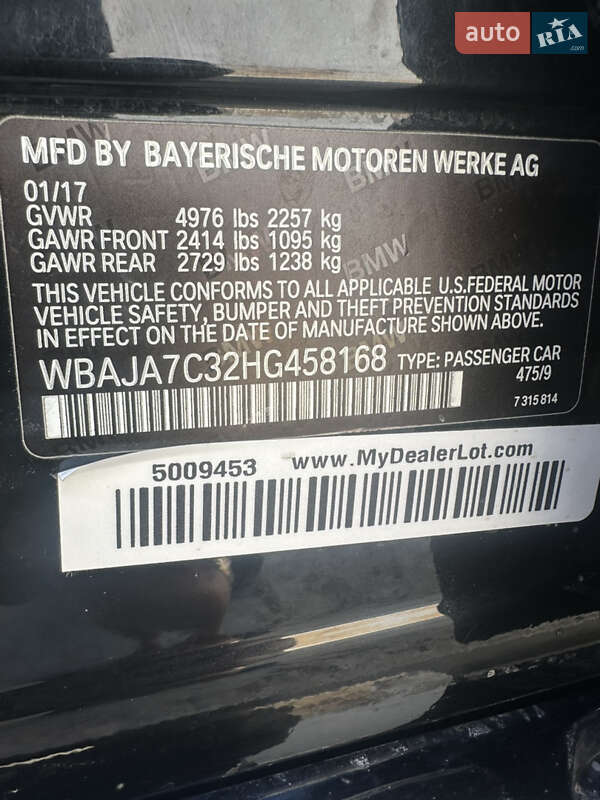 auto RIA.com
MFD BY BAYERISCHE MOTOREN WERKE AG
01/17
GVWR 4976 lbs 2257 kg
GAWR FRONT 2414 lbs 1095 kg
GAWR REAR 2729 lbs 1238 kg
THIS VEHICLE CONFORMS TO ALL APPLICABLE U.S.FEDERAL MOTOR
VEHICLE SAFETY, BUMPER AND THEFT PREVENTION STANDARDS
IN EFFECT ON THE DATE OF MANUFACTURE SHOWN ABOVE.
WBAJA7C32HG458168 TYPE: PASSENGER CAR
475/9
7 315 814
5009453 www.MyDealerLot.com